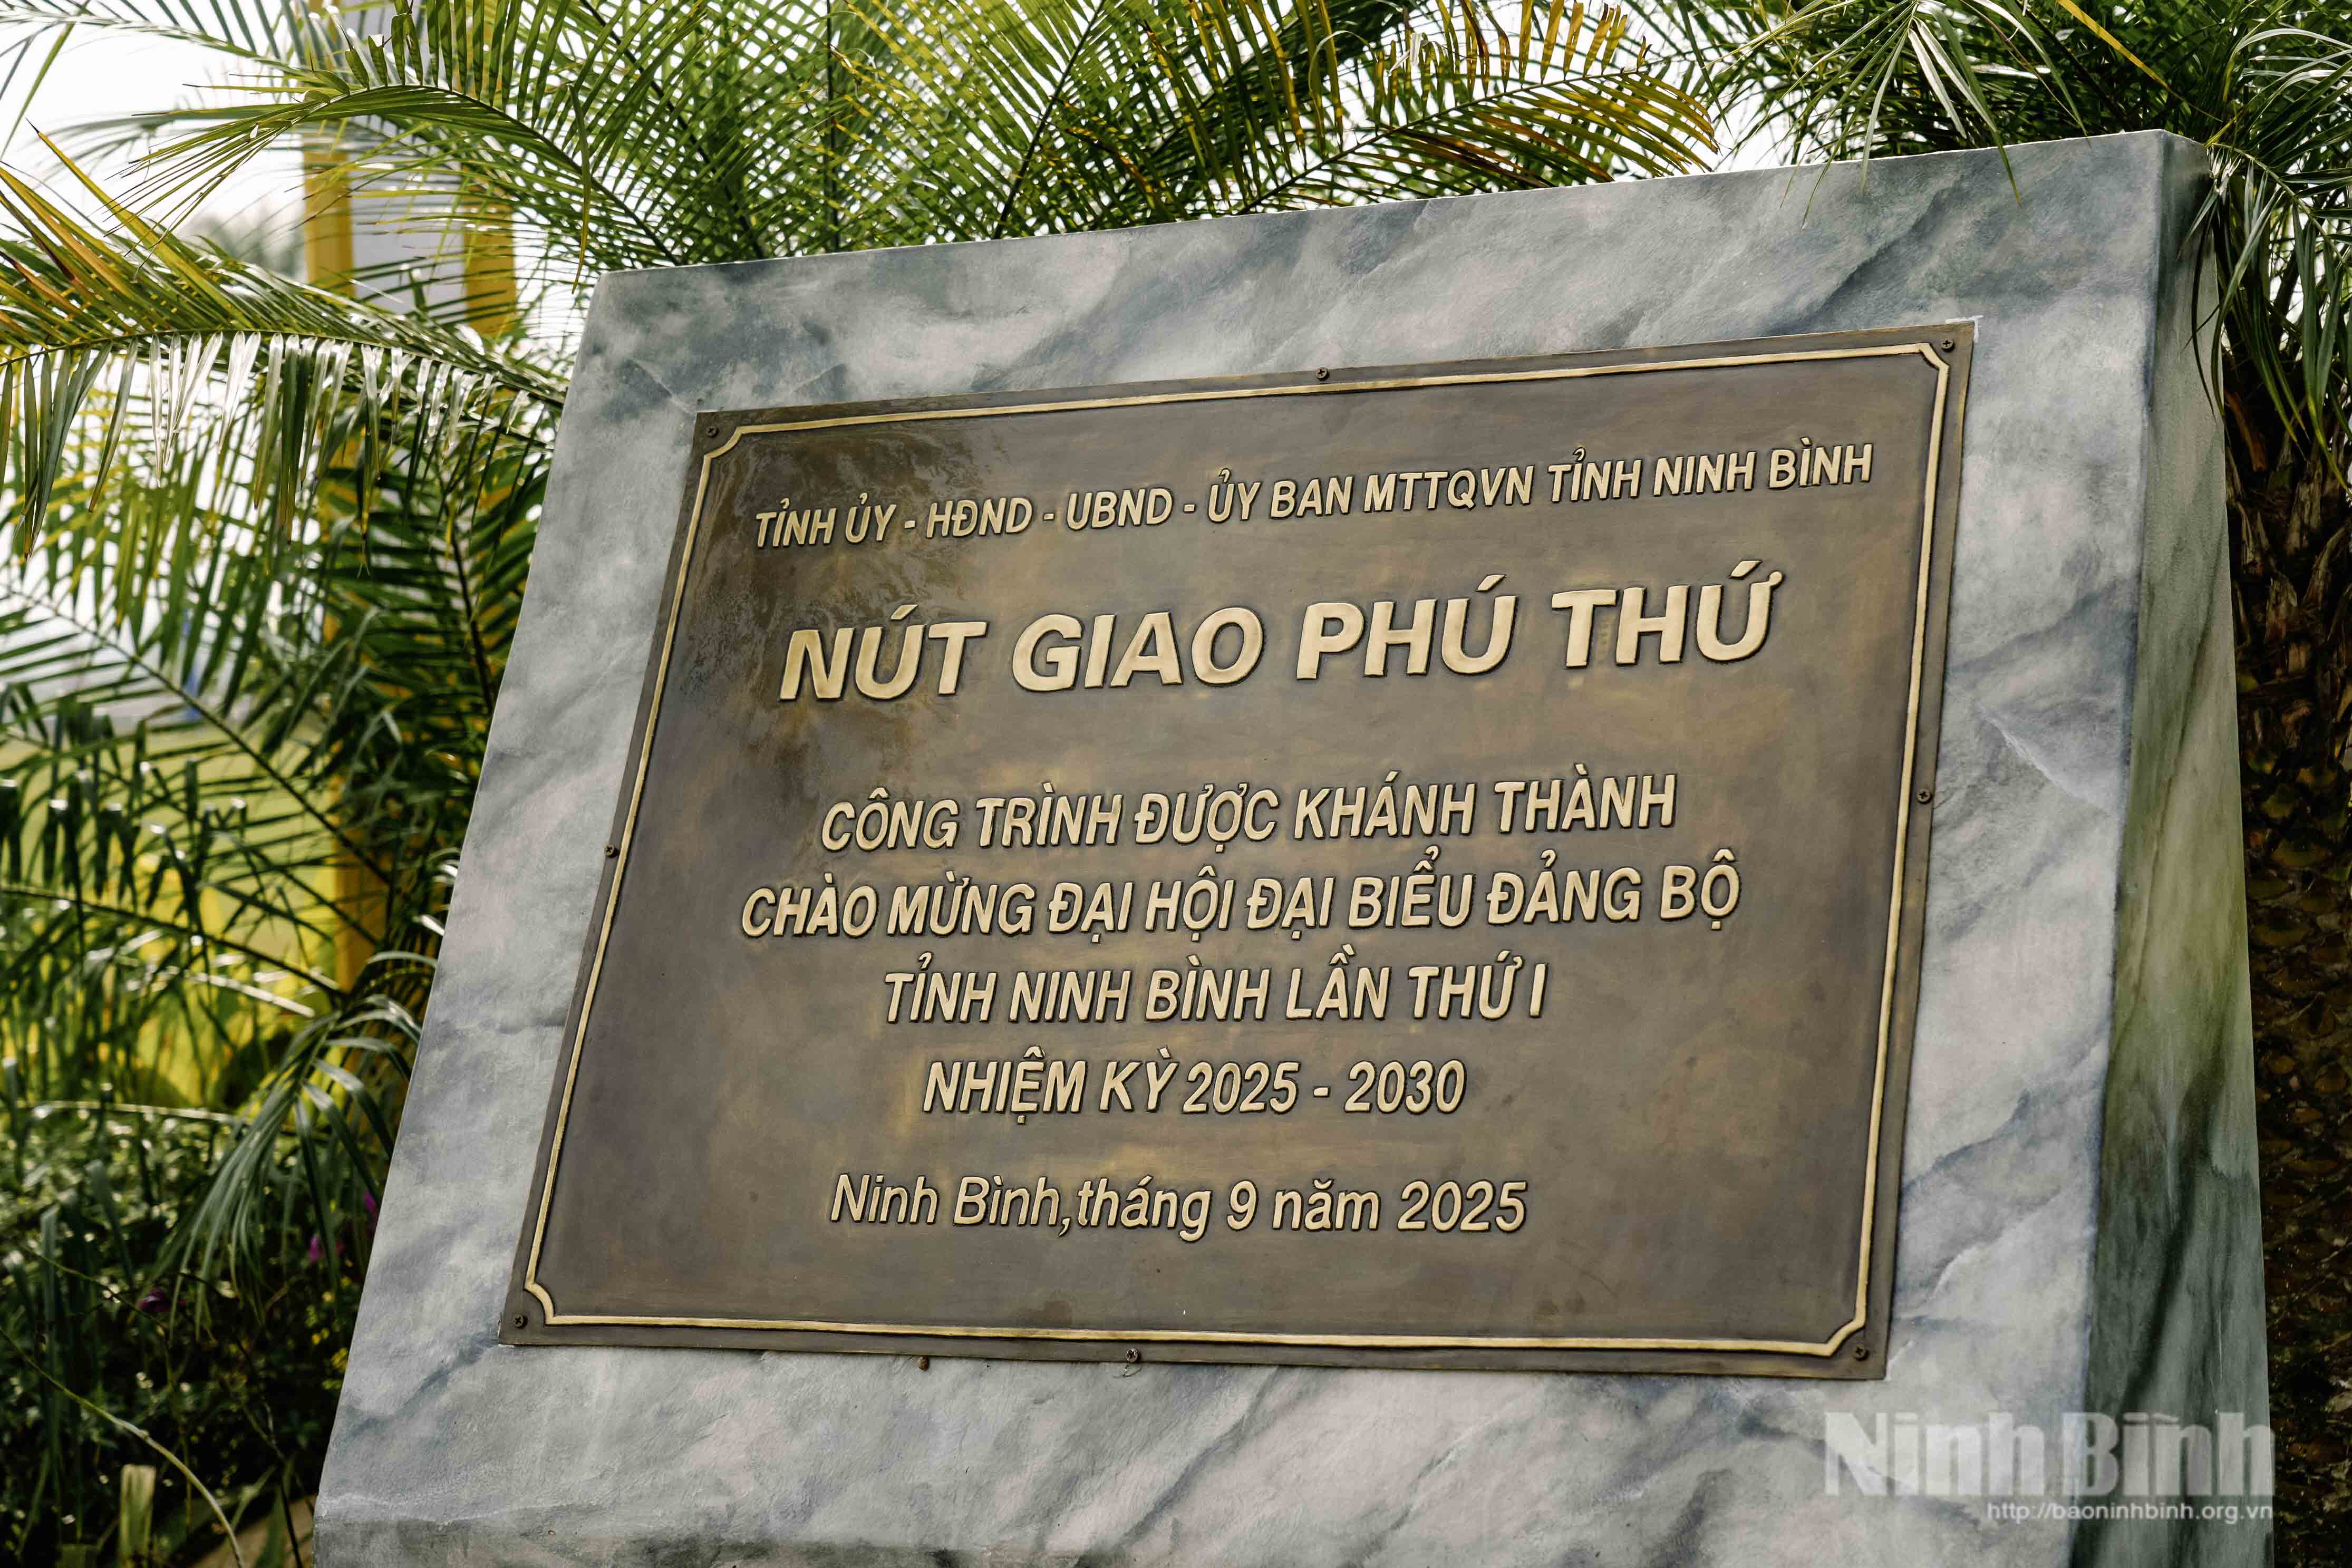 TỈNH ỦY - HĐND - UBND - ỦY BAN MTTQVN TỈNH NINH BÌNH
NÚT GIAO PHÚ THỨ
CÔNG TRÌNH ĐƯỢC KHÁNH THÀNH
CHÀO MỪNG ĐẠI HỘI ĐẠI BIỂU ĐẢNG BỘ
TỈNH NINH BÌNH LẦN THỨ I
NHIỆM KỲ 2025 - 2030
Ninh Bình,tháng 9 năm 2025
Ninh Bình
http://baoninhbinh.org.vn